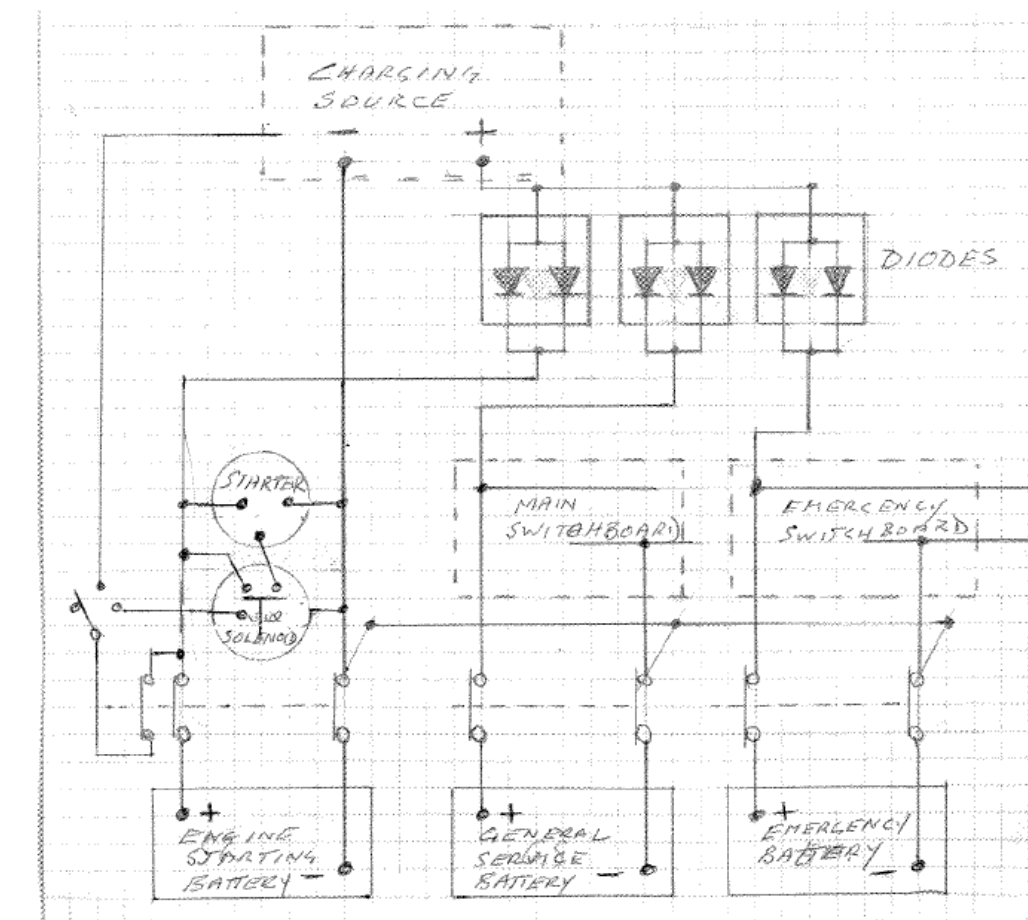 CHARGING
SOURCE
- +
DIODES
STARTER
MAIN
SWITCHBOARD
EMERGENCY
SWITCHBOARD
SOLENOID
+
ENGINE
STARTING
BATTERY -
+
GENERAL
SERVICE
BATTERY -
+
EMERGENCY
BATTERY -